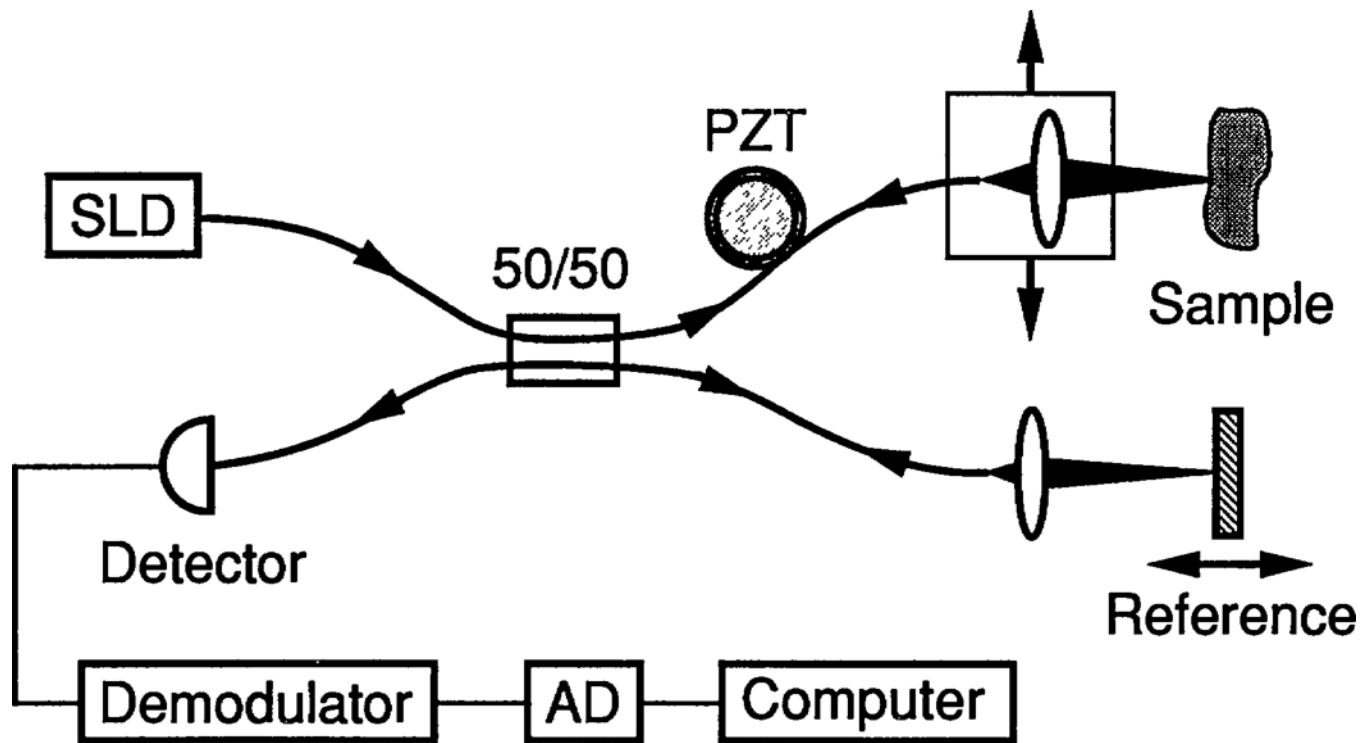 PZT
SLD
50/50
Sample
Detector
Reference
Demodulator
AD
Computer